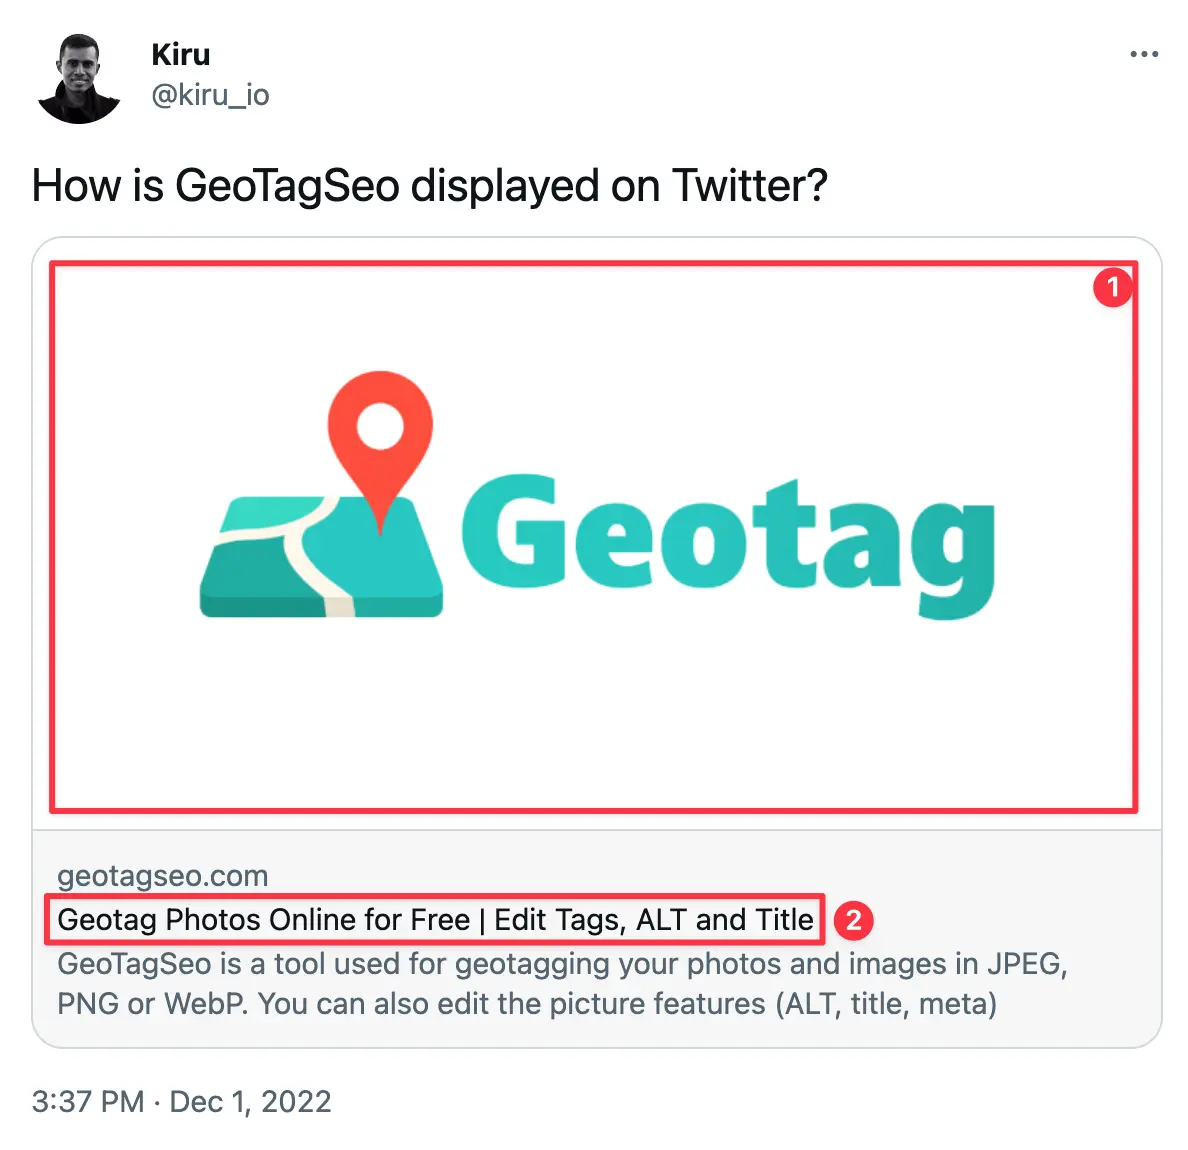 Kiru
@kiru_io
How is GeoTagSeo displayed on Twitter?
1
Geotag
geotagseo.com
Geotag Photos Online for Free | Edit Tags, ALT and Title
2
GeoTagSeo is a tool used for geotagging your photos and images in JPEG,
PNG or WebP. You can also edit the picture features (ALT, title, meta)
3:37 PM · Dec 1, 2022